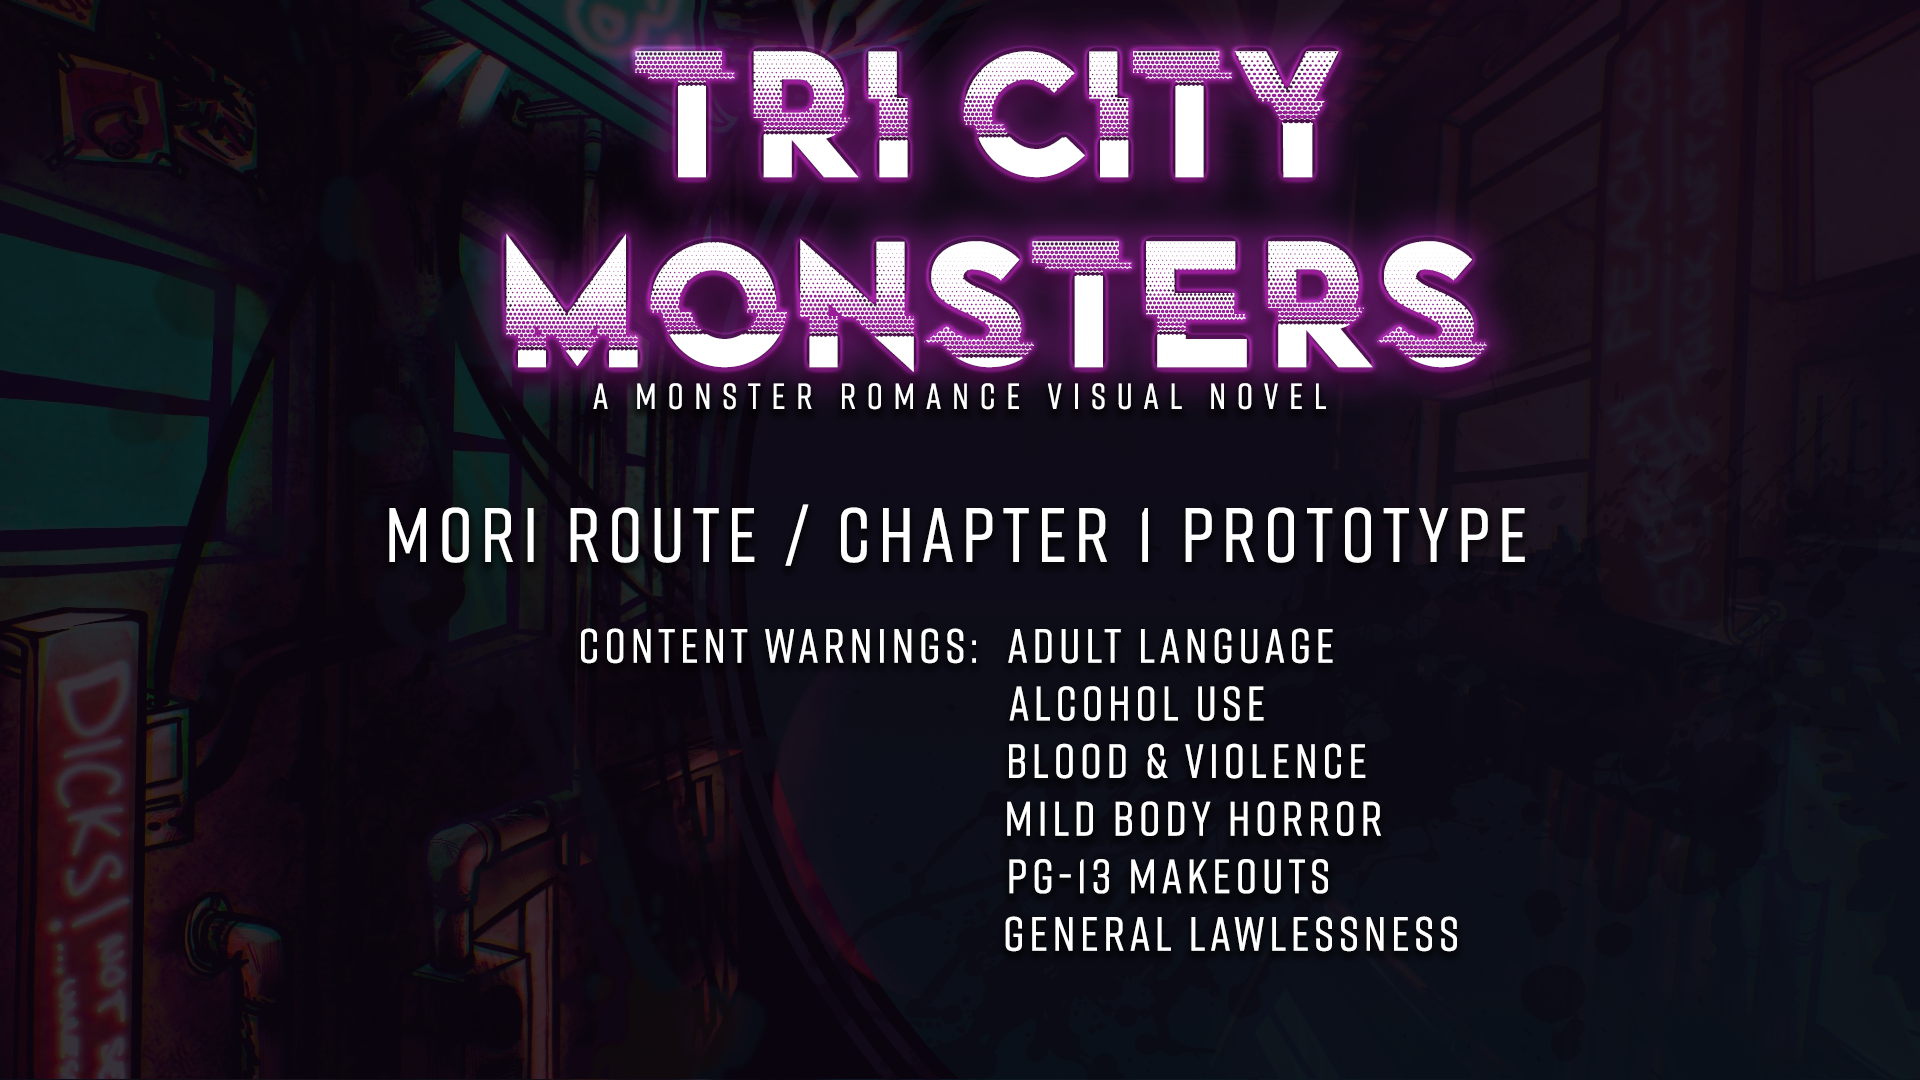 TRI CITY
MONSTERS
A MONSTER ROMANCE VISUAL NOVEL
MORI ROUTE / CHAPTER 1 PROTOTYPE
CONTENT WARNINGS: ADULT LANGUAGE
ALCOHOL USE
BLOOD & VIOLENCE
MILD BODY HORROR
PG-13 MAKEOUTS
GENERAL LAWLESSNESS
DICKS!